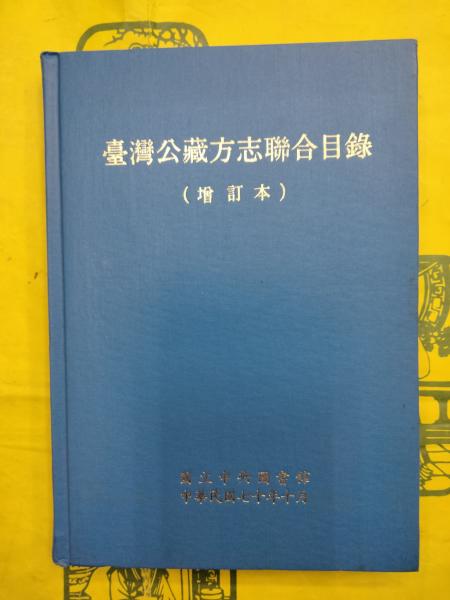 臺灣公藏方志聯合目錄
(增訂本)
國立中央圖書館
中華民國七十年十月